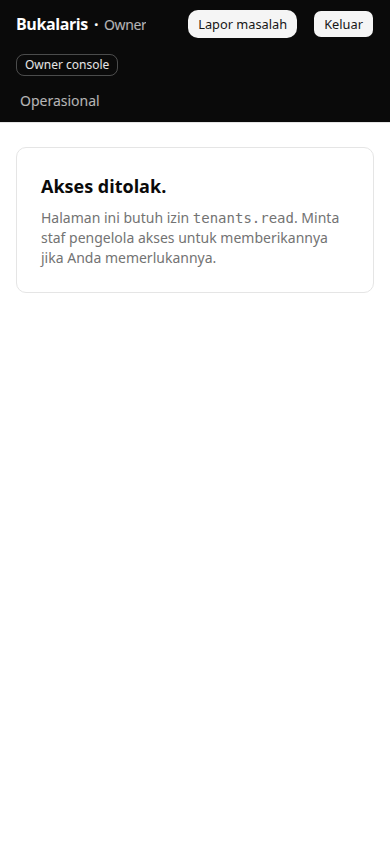 Bukalaris • Owner
Lapor masalah
Keluar
Owner console
Operasional
Akses ditolak.
Halaman ini butuh izin tenants.read. Minta
staf pengelola akses untuk memberikannya
jika Anda memerlukannya.